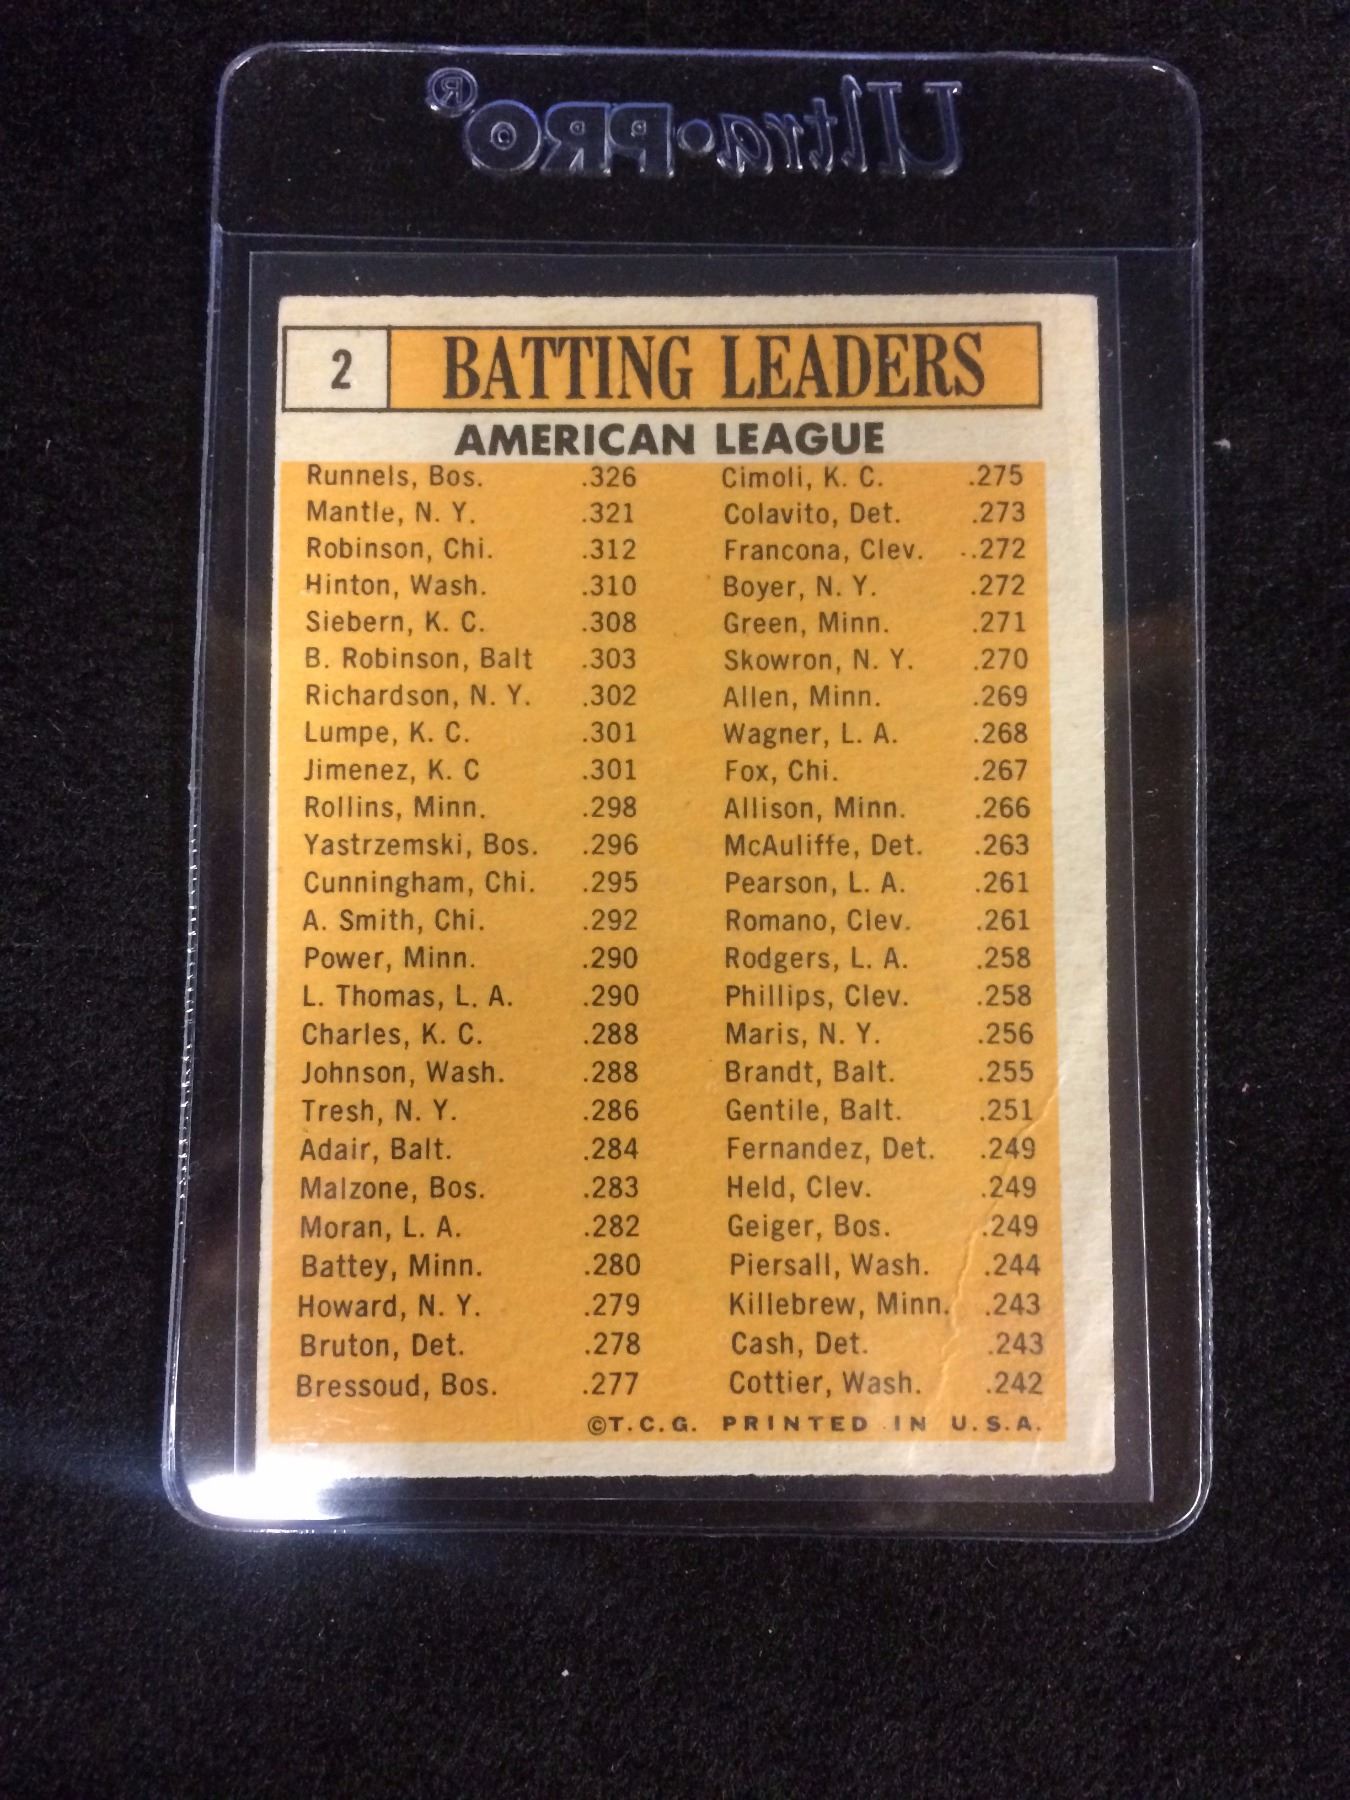 Ultra•PRO®
2 BATTING LEADERS
AMERICAN LEAGUE
Runnels, Bos. .326
Mantle, N. Y. .321
Robinson, Chi. .312
Hinton, Wash. .310
Siebern, K. C. .308
B. Robinson, Balt .303
Richardson, N. Y. .302
Lumpe, K. C. .301
Jimenez, K. C .301
Rollins, Minn. .298
Yastrzemski, Bos. .296
Cunningham, Chi. .295
A. Smith, Chi. .292
Power, Minn. .290
L. Thomas, L. A. .290
Charles, K. C. .288
Johnson, Wash. .288
Tresh, N. Y. .286
Adair, Balt. .284
Malzone, Bos. .283
Moran, L. A. .282
Battey, Minn. .280
Howard, N. Y. .279
Bruton, Det. .278
Bressoud, Bos. .277
Cimoli, K. C. .275
Colavito, Det. .273
Francona, Clev. ..272
Boyer, N. Y. .272
Green, Minn. .271
Skowron, N. Y. .270
Allen, Minn. .269
Wagner, L. A. .268
Fox, Chi. .267
Allison, Minn. .266
McAuliffe, Det. .263
Pearson, L. A. .261
Romano, Clev. .261
Rodgers, L. A. .258
Phillips, Clev. .258
Maris, N. Y. .256
Brandt, Balt. .255
Gentile, Balt. .251
Fernandez, Det. .249
Held, Clev. .249
Geiger, Bos. .249
Piersall, Wash. .244
Killebrew, Minn. .243
Cash, Det. .243
Cottier, Wash. .242
©T.C.G. PRINTED IN U.S.A.